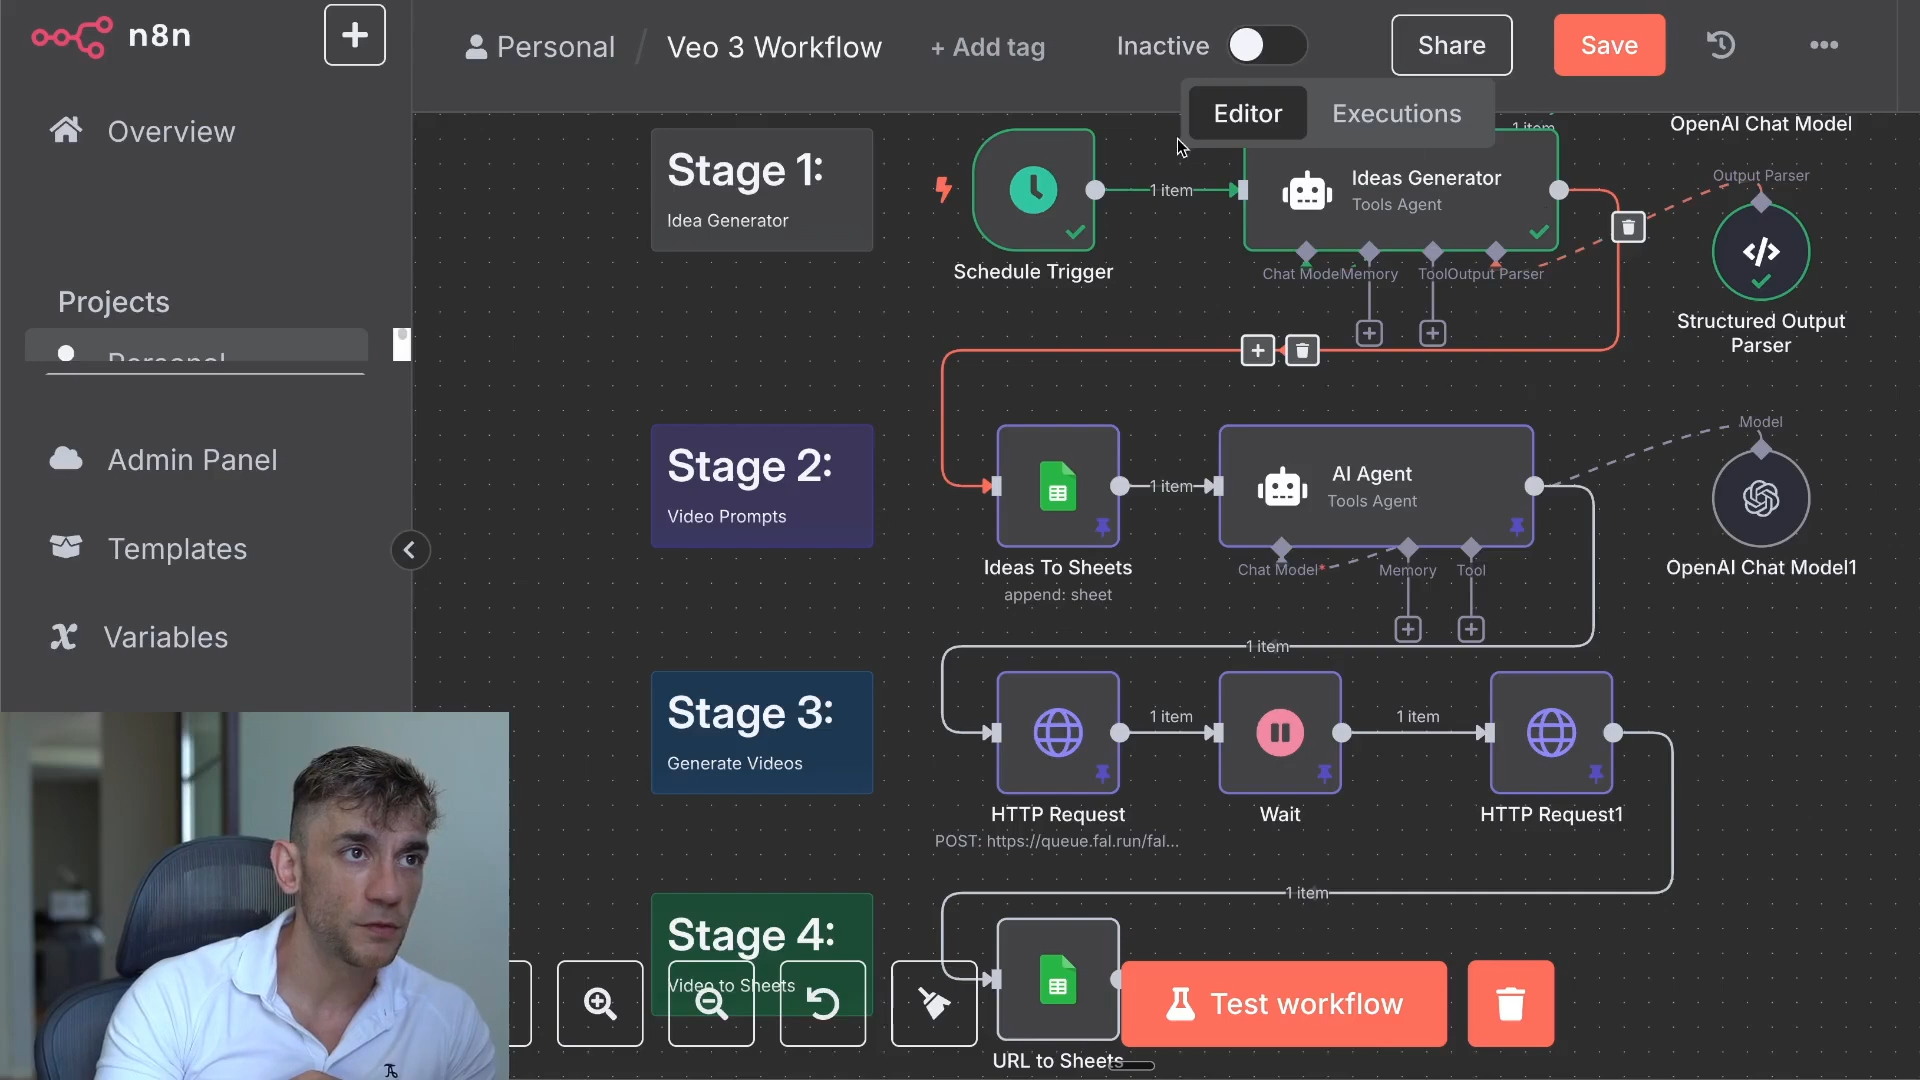 n8n
Personal / Veo 3 Workflow
+ Add tag
Inactive
Share
Save
Editor
Executions
Overview
Projects
Personal
Admin Panel
Templates
Variables
Stage 1:
Idea Generator
Schedule Trigger
1 item
1 item
Ideas Generator
Tools Agent
Chat Mode
Memory
Tool
Output Parser
OpenAI Chat Model
Output Parser
Structured Output
Parser
Stage 2:
Video Prompts
Ideas To Sheets
append: sheet
1 item
AI Agent
Tools Agent
Chat Model*
Memory
Tool
Model
OpenAI Chat Model1
1 item
Stage 3:
Generate Videos
HTTP Request
POST: https://queue.fal.run/fal...
1 item
Wait
1 item
HTTP Request1
1 item
Stage 4:
Video to Sheets
URL to Sheets
Test workflow